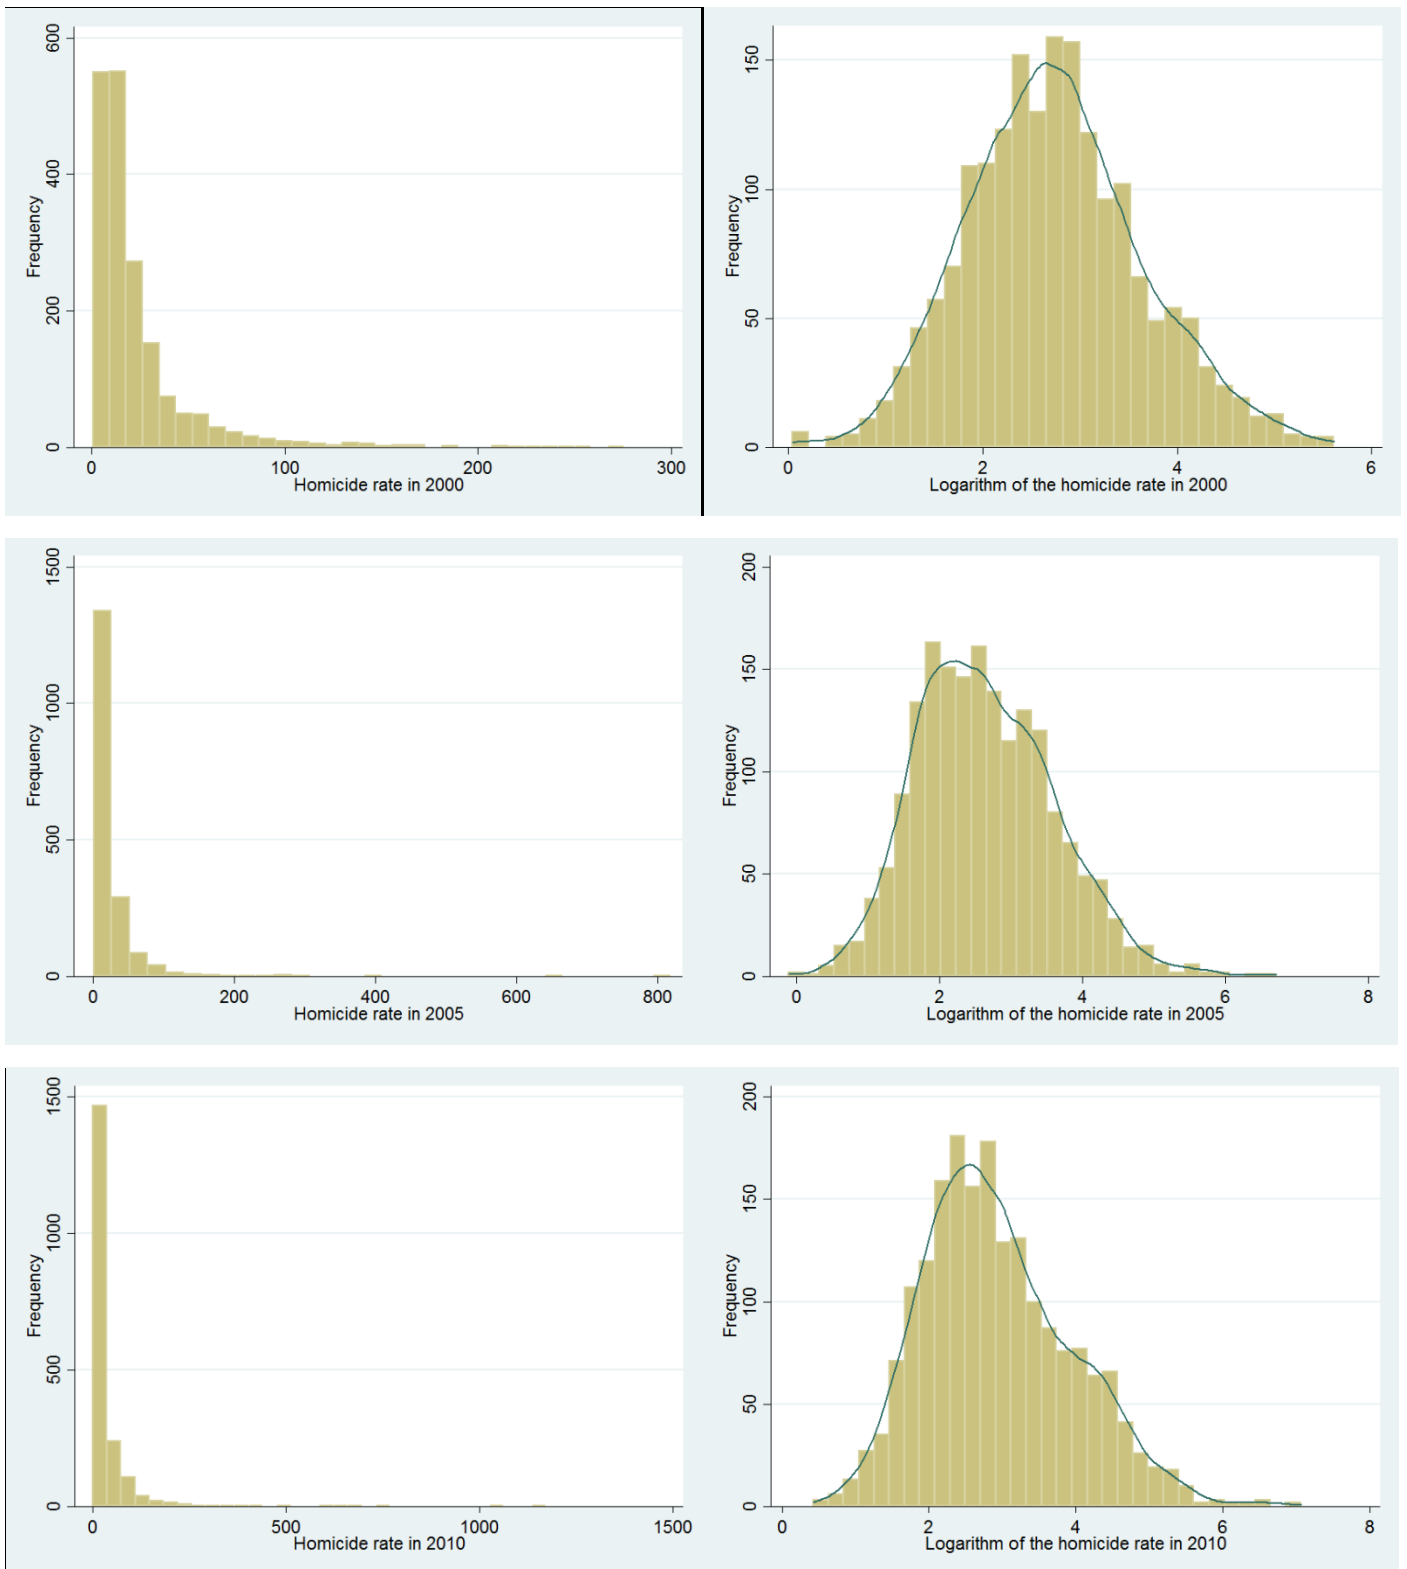 Frequency
600
400
200
0
0 100 200 300
Homicide rate in 2000
Frequency
150
100
50
0
0 2 4 6
Logarithm of the homicide rate in 2000
Frequency
1500
1000
500
0
0 200 400 600 800
Homicide rate in 2005
Frequency
200
150
100
50
0
0 2 4 6 8
Logarithm of the homicide rate in 2005
Frequency
1500
1000
500
0
0 500 1000 1500
Homicide rate in 2010
Frequency
200
150
100
50
0
0 2 4 6 8
Logarithm of the homicide rate in 2010